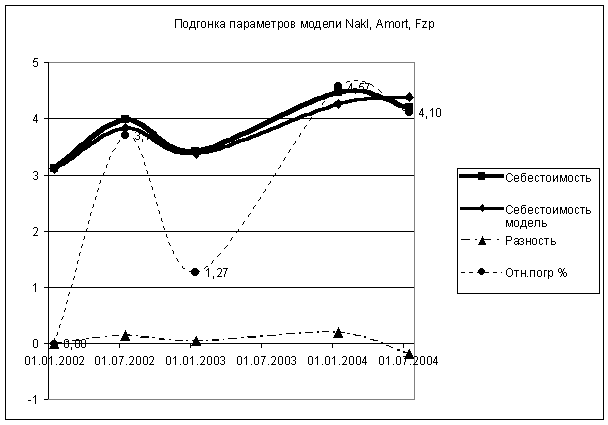 Подгонка параметров модели Nakl, Amort, Fzp
5
4
3
2
1
0
-1
4,57
4,10
1,27
0,00
01.01.2002 01.07.2002 01.01.2003 01.07.2003 01.01.2004 01.07.2004
Себестоимость
Себестоимость
модель
Разность
Отн.погр %